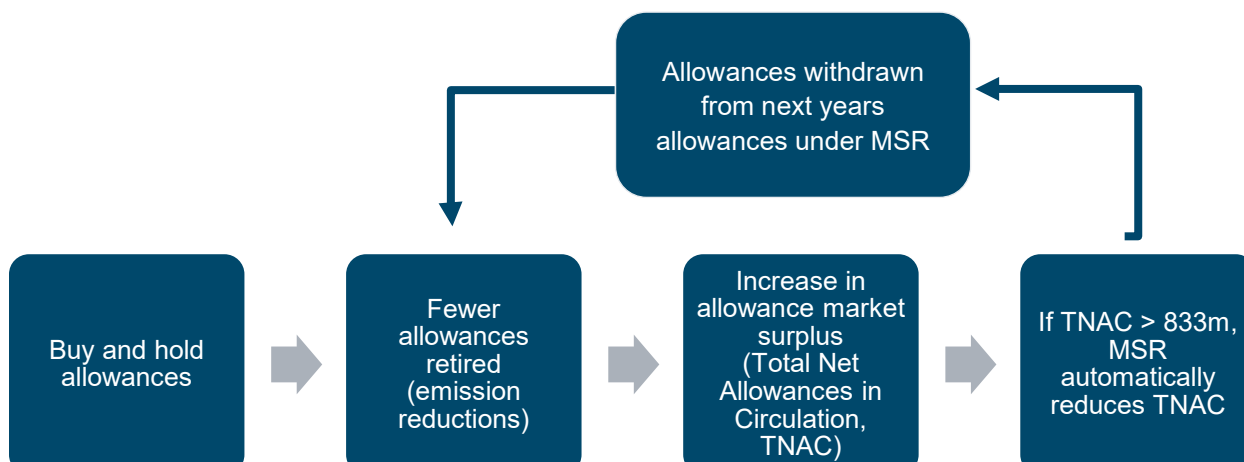 Allowances withdrawn
from next years
allowances under MSR
Buy and hold
allowances
Fewer
allowances
retired
(emission
reductions)
Increase in
allowance market
surplus
(Total Net
Allowances in
Circulation,
TNAC)
If TNAC > 833m,
MSR
automatically
reduces TNAC